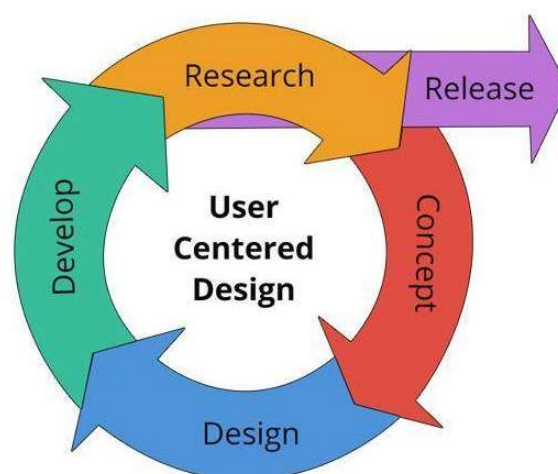 Research
Release
Concept
Design
Develop
User
Centered
Design